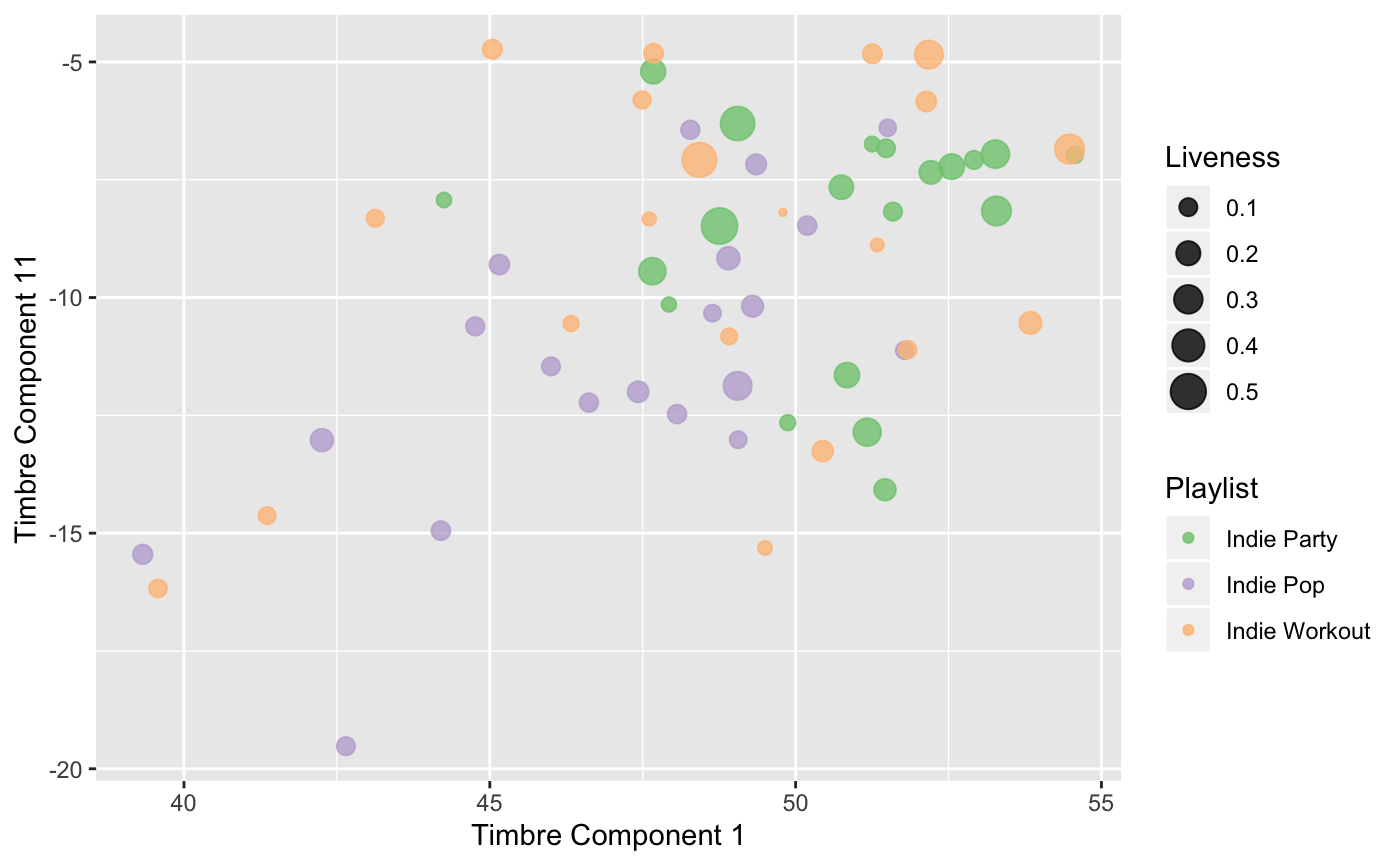 -5
-10
-15
-20
40
45
50
55
Timbre Component 1
Timbre Component 11
Liveness
0.1
0.2
0.3
0.4
0.5
Playlist
Indie Party
Indie Pop
Indie Workout